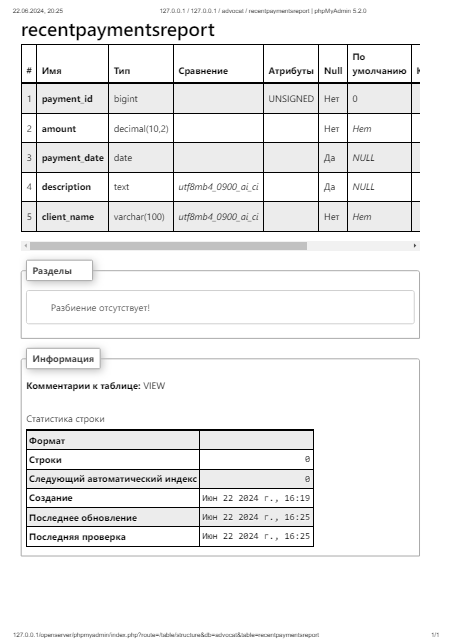 22.06.2024, 20:25 127.0.0.1 / 127.0.0.1 / advocat / recentpaymentsreport | phpMyAdmin 5.2.0
recentpaymentsreport
# Имя Тип Сравнение Атрибуты Null По умолчанию
1 payment_id bigint UNSIGNED Нет 0
2 amount decimal(10,2) Нет Нет
3 payment_date date Да NULL
4 description text utf8mb4_0900_ai_ci Да NULL
5 client_name varchar(100) utf8mb4_0900_ai_ci Нет Нет
Разделы
Разбиение отсутствует!
Информация
Комментарии к таблице: VIEW
Статистика строки
Формат
Строки 0
Следующий автоматический индекс 0
Создание Июн 22 2024 г., 16:19
Последнее обновление Июн 22 2024 г., 16:25
Последняя проверка Июн 22 2024 г., 16:25
127.0.0.1/openserver/phpmyadmin/index.php?route=/table/structure&db=advocat&table=recentpaymentsreport 1/1